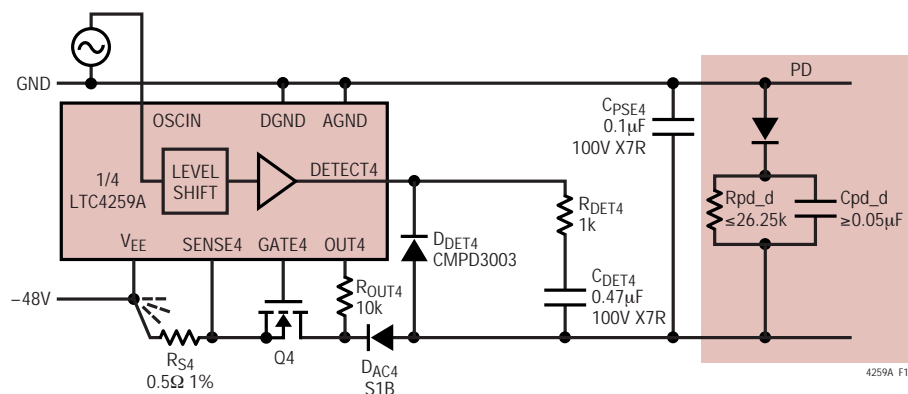 GND
PD
OSCIN
DGND
AGND
1/4
LTC4259A
LEVEL
SHIFT
DETECT4
VEE
SENSE4
GATE4
OUT4
–48V
RS4
0.5Ω 1%
Q4
ROUT4
10k
DAC4
S1B
DDET4
CMPD3003
RDET4
1k
CDET4
0.47µF
100V X7R
CPSE4
0.1µF
100V X7R
Rpd_d
≤26.25k
Cpd_d
≥0.05µF
4259A F1